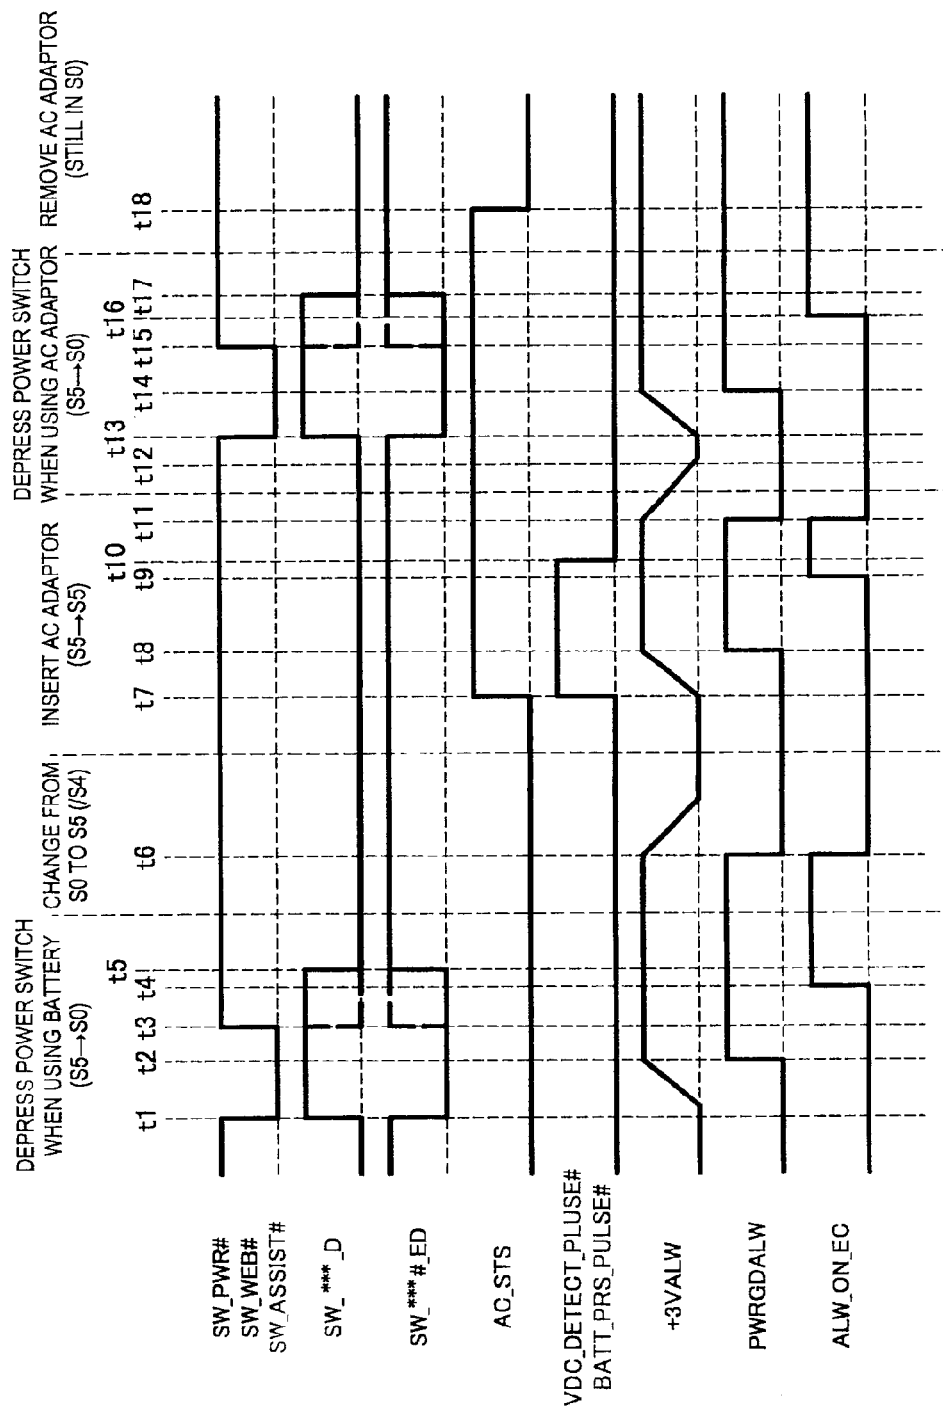 DEPRESS POWER SWITCH
WHEN USING BATTERY
(S5→S0)
CHANGE FROM
S0 TO S5 (/S4)
INSERT AC ADAPTOR
(S5→S5)
DEPRESS POWER SWITCH
WHEN USING AC ADAPTOR
(S5→S0)
REMOVE AC ADAPTOR
(STILL IN S0)
t1 t2 t3 t4 t5 t6 t7 t8 t9 t10 t11 t12 t13 t14 t15 t16 t17 t18
SW_PWR#
SW_WEB#
SW_ASSIST#
SW_***_D
SW_***#_ED
AC_STS
VDC_DETECT_PLUSE#
BATT_PRS_PULSE#
+3VALW
PWRGDALW
ALW_ON_EC